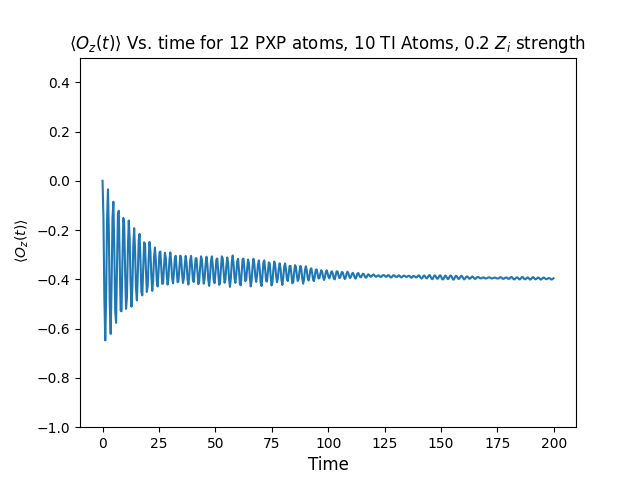 ⟨O_z(t)⟩ Vs. time for 12 PXP atoms, 10 TI Atoms, 0.2 Z_i strength
0.4
0.2
0.0
−0.2
−0.4
−0.6
−0.8
−1.0
⟨O_z(t)⟩
0 25 50 75 100 125 150 175 200
Time